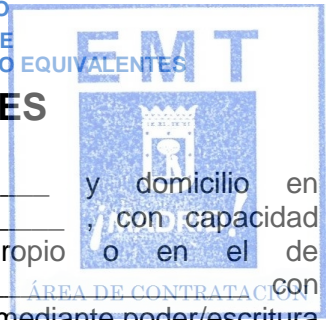 O
E
O EQUIVALENTES
EMT
ES
¡MADRID!
y domicilio en
, con capacidad
ropio o en el de
con
ÁREA DE CONTRATACIÓN
mediante poder/escritura